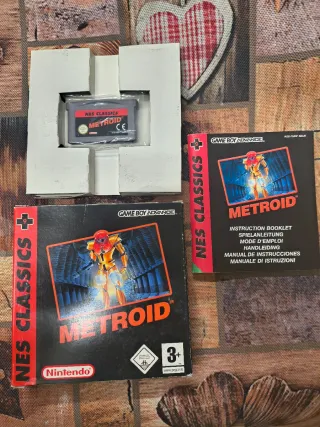 NES CLASSICS
METROID
CE
GAME BOY ADVANCE
NES CLASSICS
METROID
INSTRUCTION BOOKLET
SPIELANLEITUNG
MODE D'EMPLOI
HANDLEIDING
MANUAL DE INSTRUCCIONES
MANUALE DI ISTRUZIONI
GAME BOY ADVANCE
NES CLASSICS
METROID
Nintendo
3+